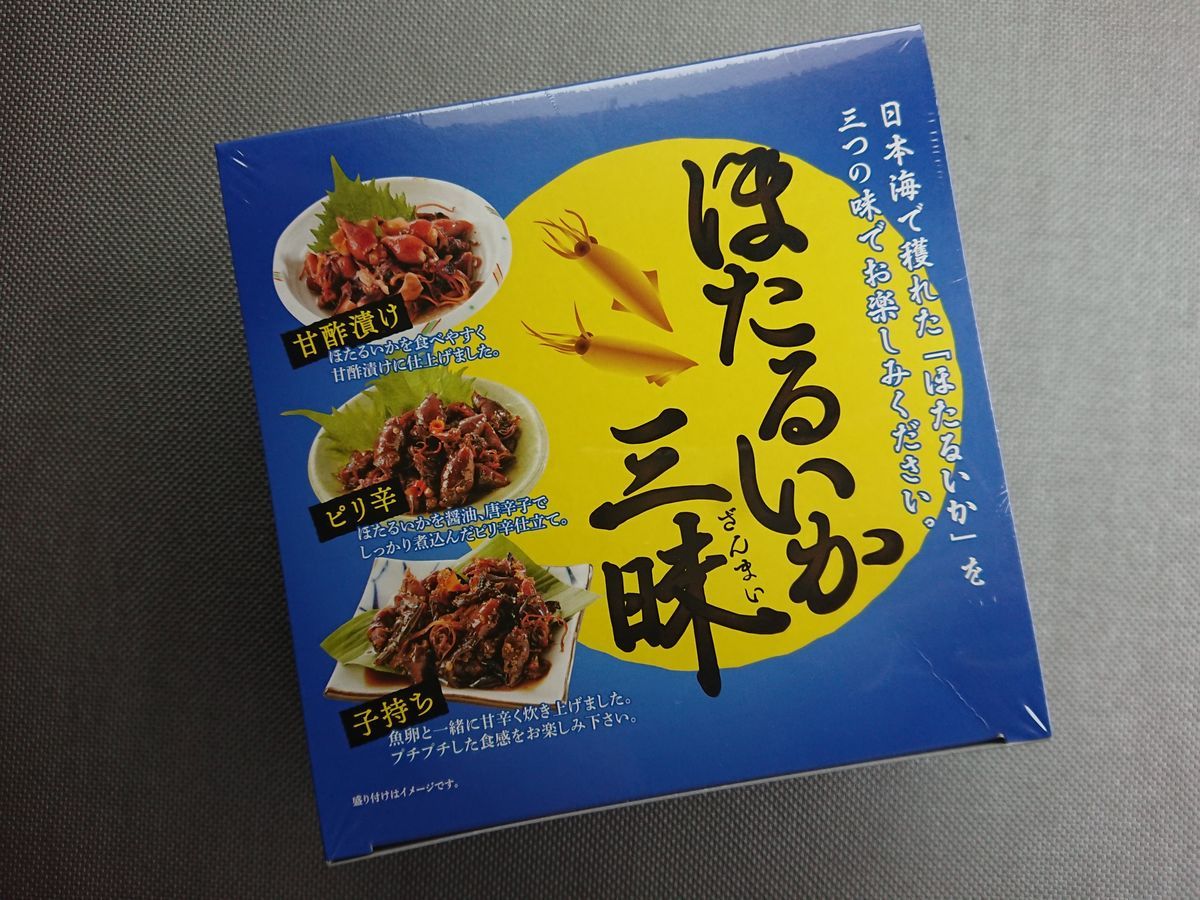 日本海で獲れた「ほたるいか」を
三つの味でお楽しみください。
ほたるいか
三昧
ざんまい
甘酢漬け
ほたるいかを食べやすく
甘酢漬けに仕上げました。
ピリ辛
ほたるいかを醤油、唐辛子で
しっかり煮込んだピリ辛仕立て。
子持ち
魚卵と一緒に甘辛く炊き上げました。
プチプチした食感をお楽しみ下さい。
盛り付けはイメージです。